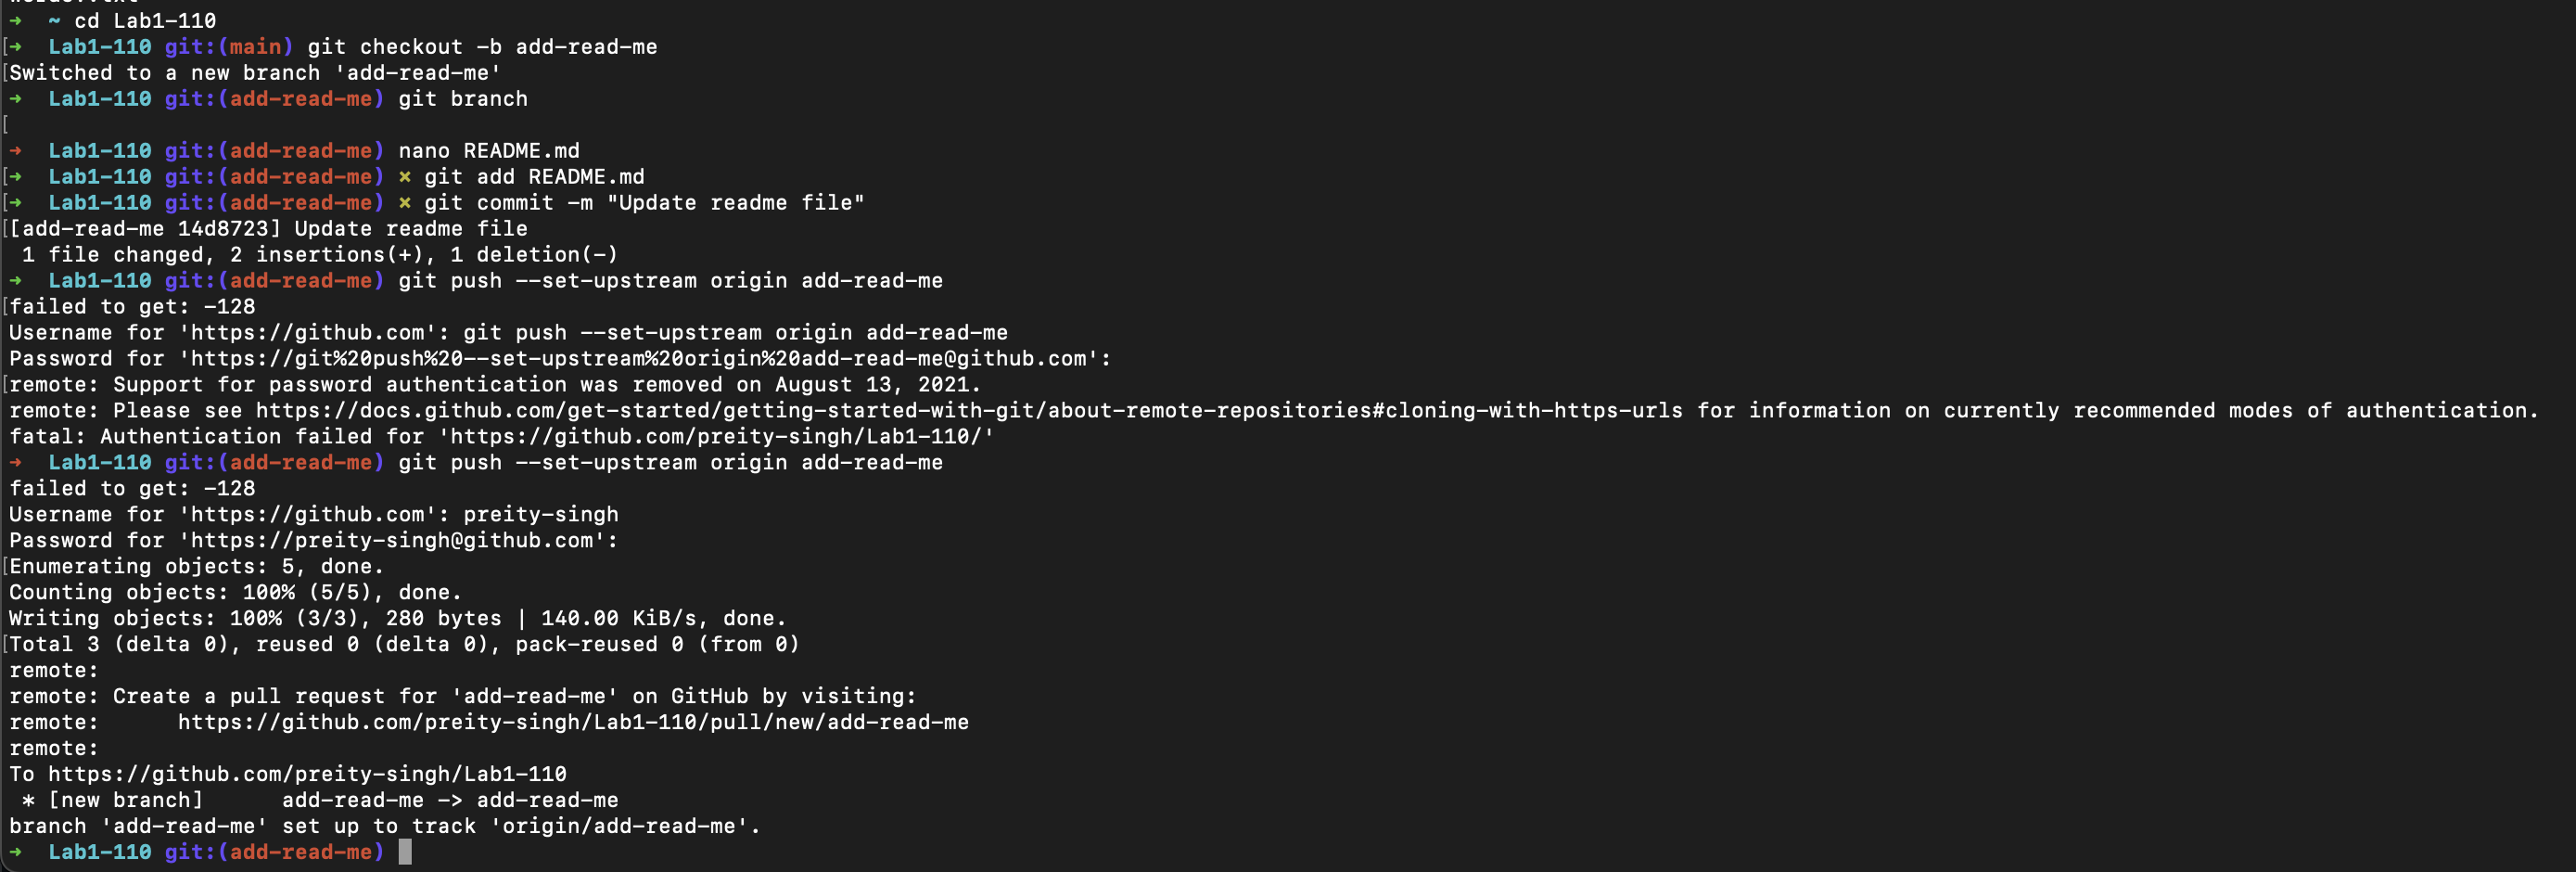 →  ~ cd Lab1-110
[→  Lab1-110 git:(main) git checkout -b add-read-me
[Switched to a new branch 'add-read-me'
→  Lab1-110 git:(add-read-me) git branch
[
→  Lab1-110 git:(add-read-me) nano README.md
[→  Lab1-110 git:(add-read-me) × git add README.md
[→  Lab1-110 git:(add-read-me) × git commit -m "Update readme file"
[[add-read-me 14d8723] Update readme file
 1 file changed, 2 insertions(+), 1 deletion(-)
→  Lab1-110 git:(add-read-me) git push --set-upstream origin add-read-me
[failed to get: -128
Username for 'https://github.com': git push --set-upstream origin add-read-me
Password for 'https://git%20push%20--set-upstream%20origin%20add-read-me@github.com':
[remote: Support for password authentication was removed on August 13, 2021.
remote: Please see https://docs.github.com/get-started/getting-started-with-git/about-remote-repositories#cloning-with-https-urls for information on currently recommended modes of authentication.
fatal: Authentication failed for 'https://github.com/preity-singh/Lab1-110/'
→  Lab1-110 git:(add-read-me) git push --set-upstream origin add-read-me
failed to get: -128
Username for 'https://github.com': preity-singh
Password for 'https://preity-singh@github.com':
[Enumerating objects: 5, done.
Counting objects: 100% (5/5), done.
Writing objects: 100% (3/3), 280 bytes | 140.00 KiB/s, done.
[Total 3 (delta 0), reused 0 (delta 0), pack-reused 0 (from 0)
remote:
remote: Create a pull request for 'add-read-me' on GitHub by visiting:
remote:      https://github.com/preity-singh/Lab1-110/pull/new/add-read-me
remote:
To https://github.com/preity-singh/Lab1-110
 * [new branch]      add-read-me -> add-read-me
branch 'add-read-me' set up to track 'origin/add-read-me'.
→  Lab1-110 git:(add-read-me)